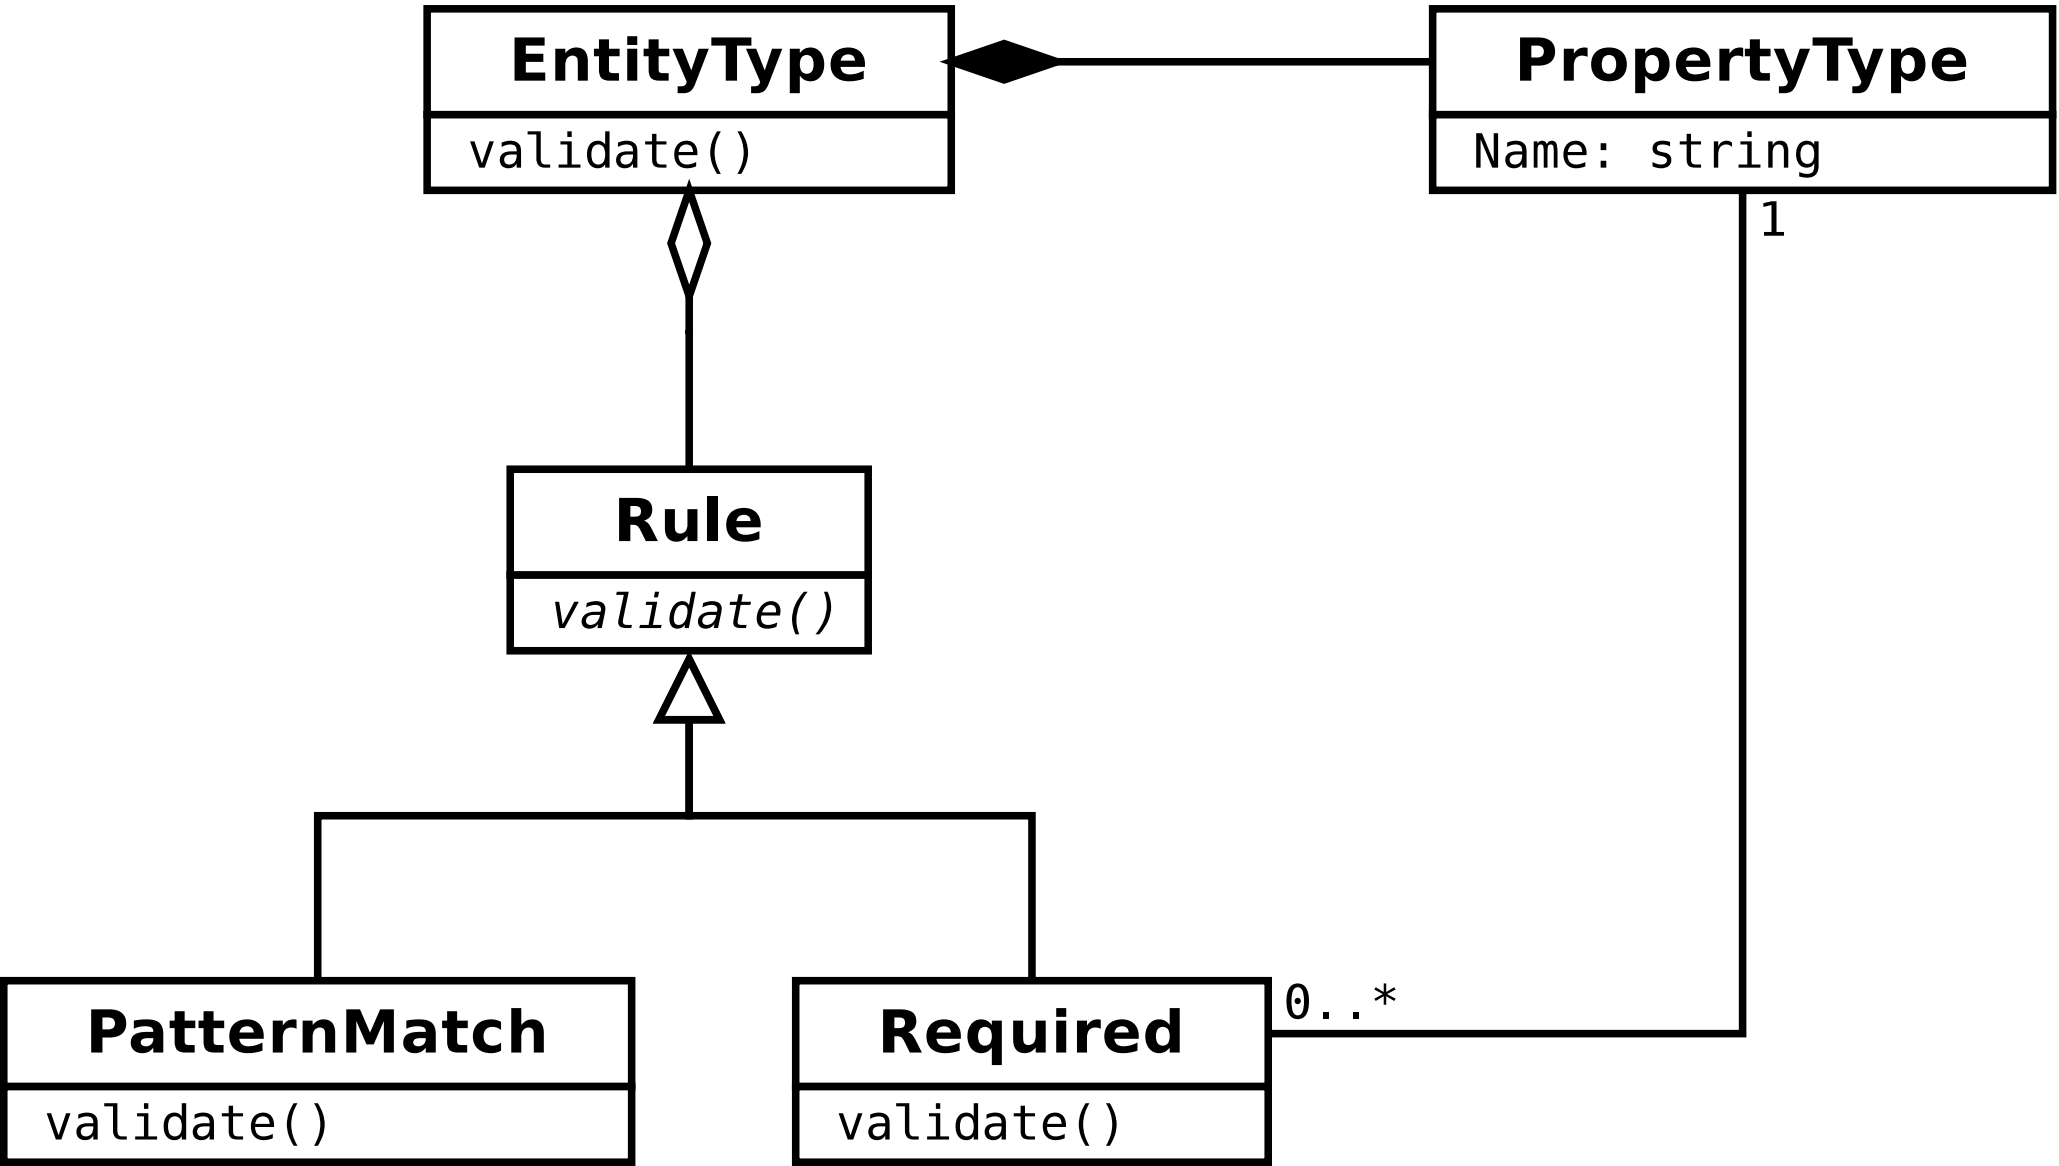 EntityType
validate()
PropertyType
Name: string
1
Rule
validate()
PatternMatch
validate()
Required
validate()
0..*